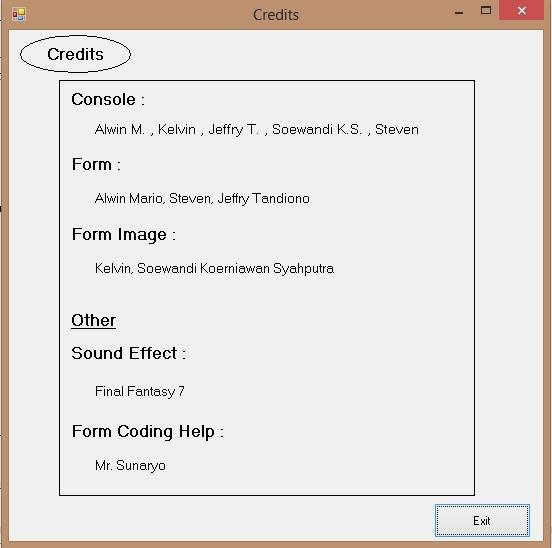 Credits
Credits
Console :
Alwin M. , Kelvin , Jeffry T. , Soewandi K.S. , Steven
Form :
Alwin Mario, Steven, Jeffry Tandiono
Form Image :
Kelvin, Soewandi Koerniawan Syahputra
Other
Sound Effect :
Final Fantasy 7
Form Coding Help :
Mr. Sunaryo
Exit